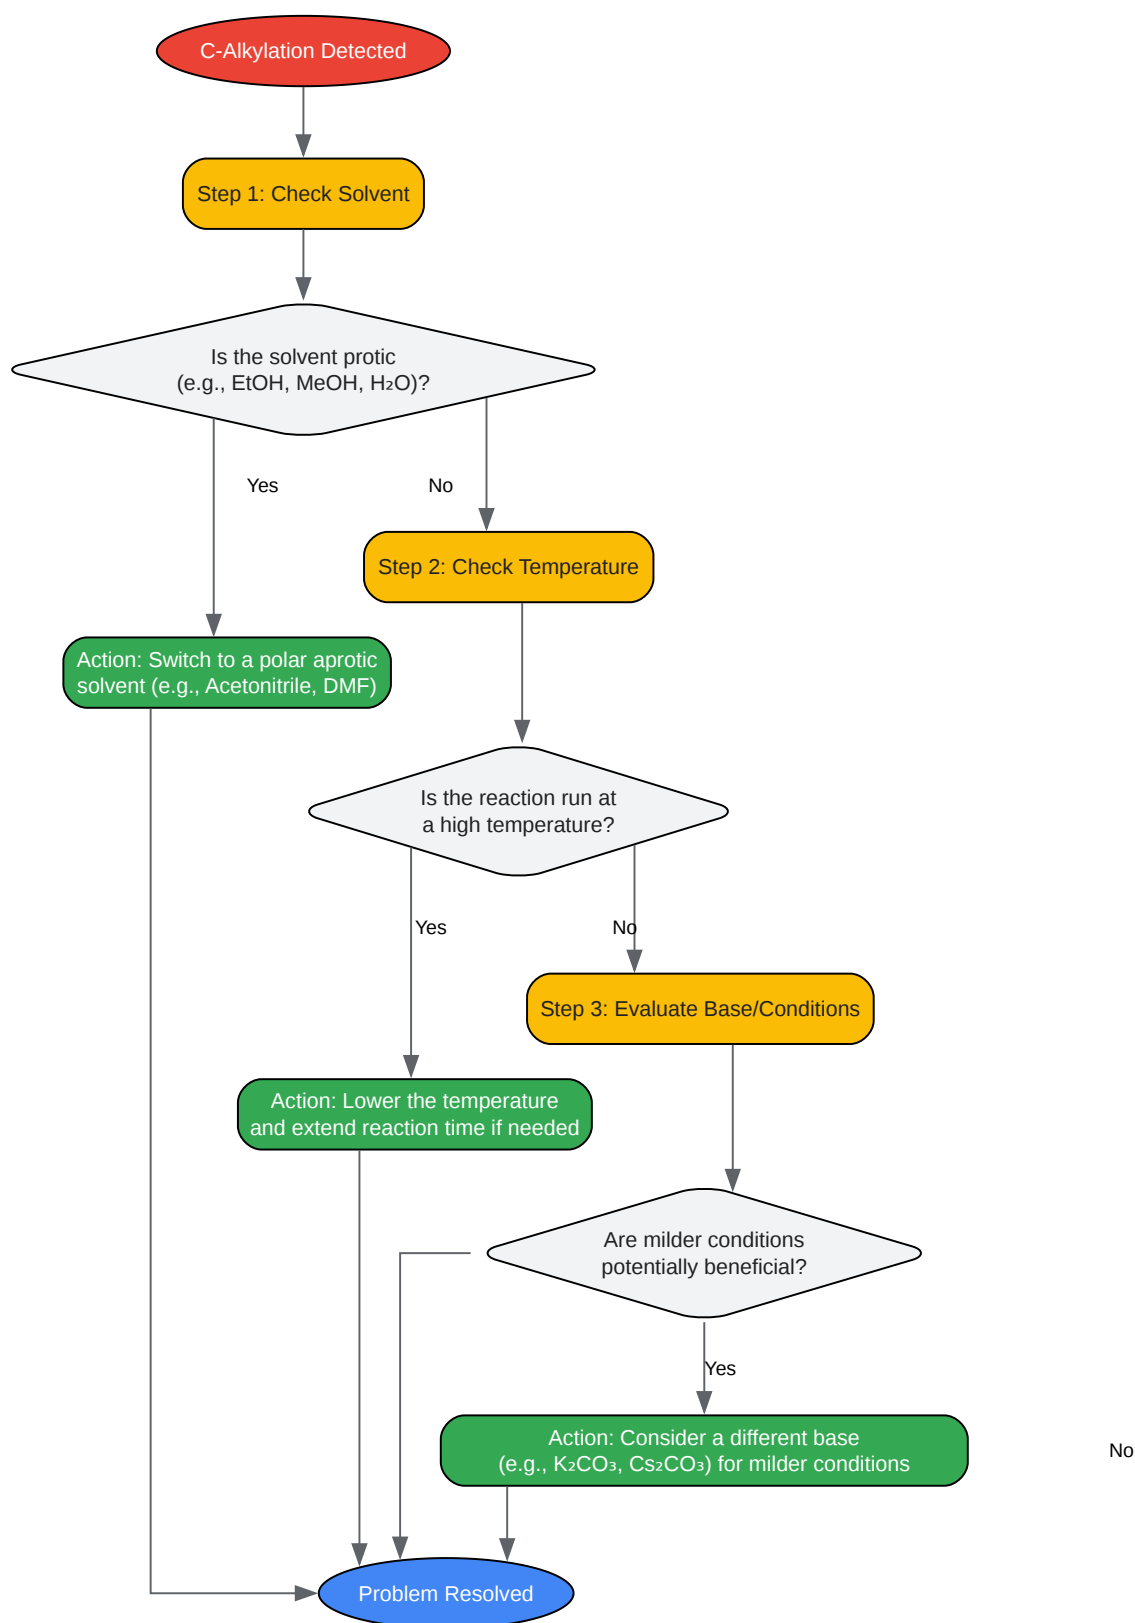 C-Alkylation Detected
Step 1: Check Solvent
Is the solvent protic
(e.g., EtOH, MeOH, H₂O)?
Yes
No
Step 2: Check Temperature
Action: Switch to a polar aprotic
solvent (e.g., Acetonitrile, DMF)
Is the reaction run at
a high temperature?
Yes
No
Step 3: Evaluate Base/Conditions
Action: Lower the temperature
and extend reaction time if needed
Are milder conditions
potentially beneficial?
Yes
Action: Consider a different base
(e.g., K₂CO₃, Cs₂CO₃) for milder conditions
No
Problem Resolved